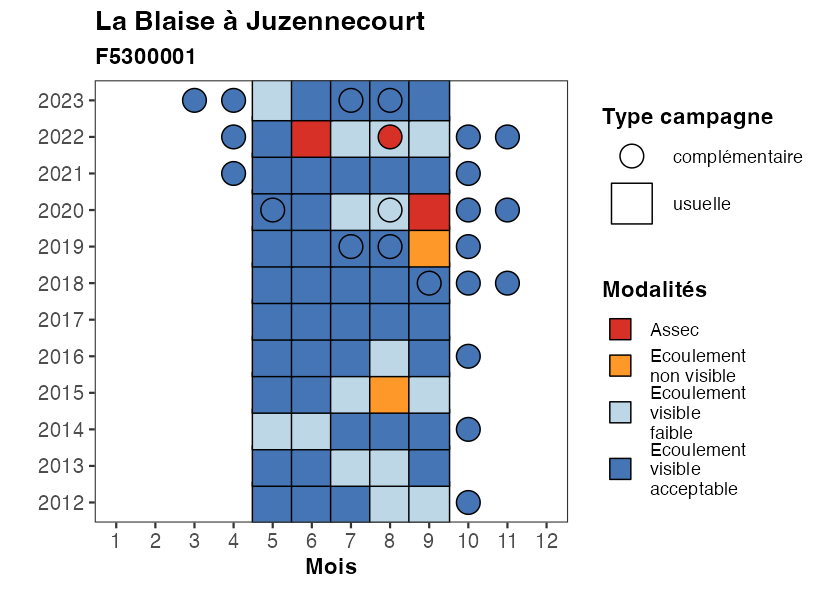 La Blaise à Juzennecourt
F5300001
2023
2022
2021
2020
2019
2018
2017
2016
2015
2014
2013
2012
1 2 3 4 5 6 7 8 9 10 11 12
Mois
Type campagne
complémentaire
usuelle
Modalités
Assec
Ecoulement
non visible
Ecoulement
visible
faible
Ecoulement
visible
acceptable